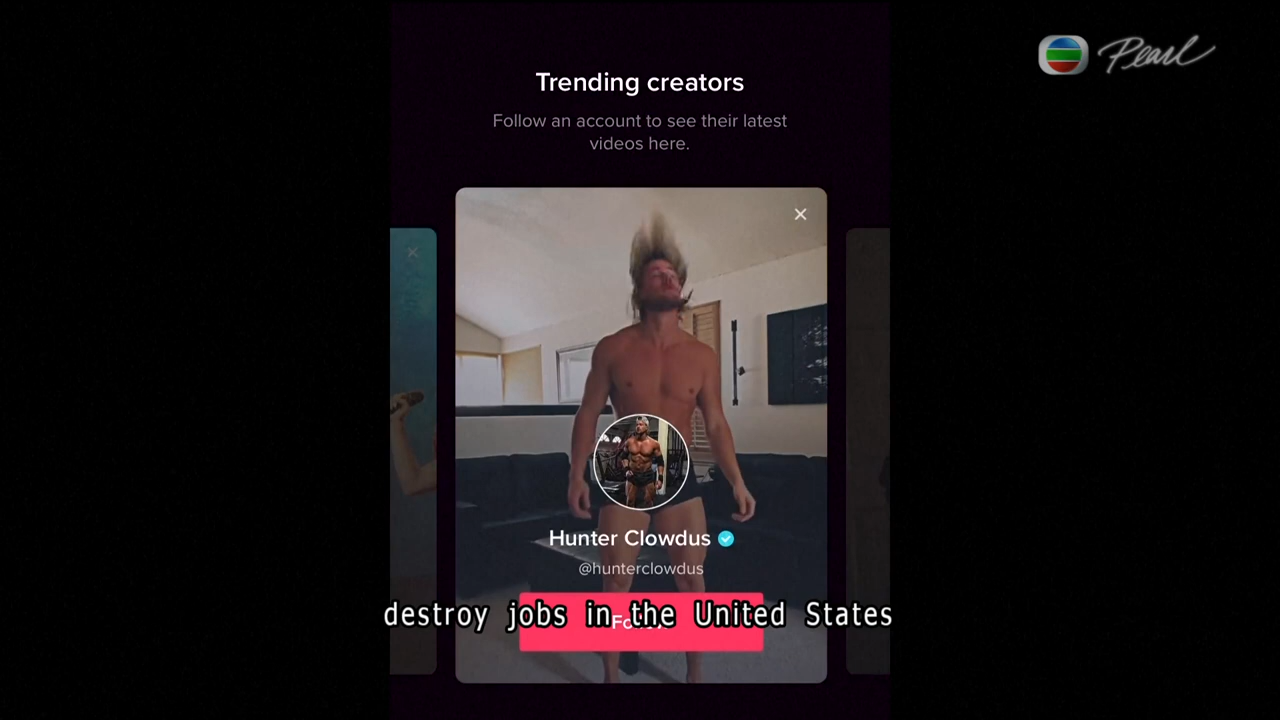 Pearl
Trending creators
Follow an account to see their latest
videos here.
Hunter Clowdus
@hunterclowdus
Follow
destroy jobs in the United States